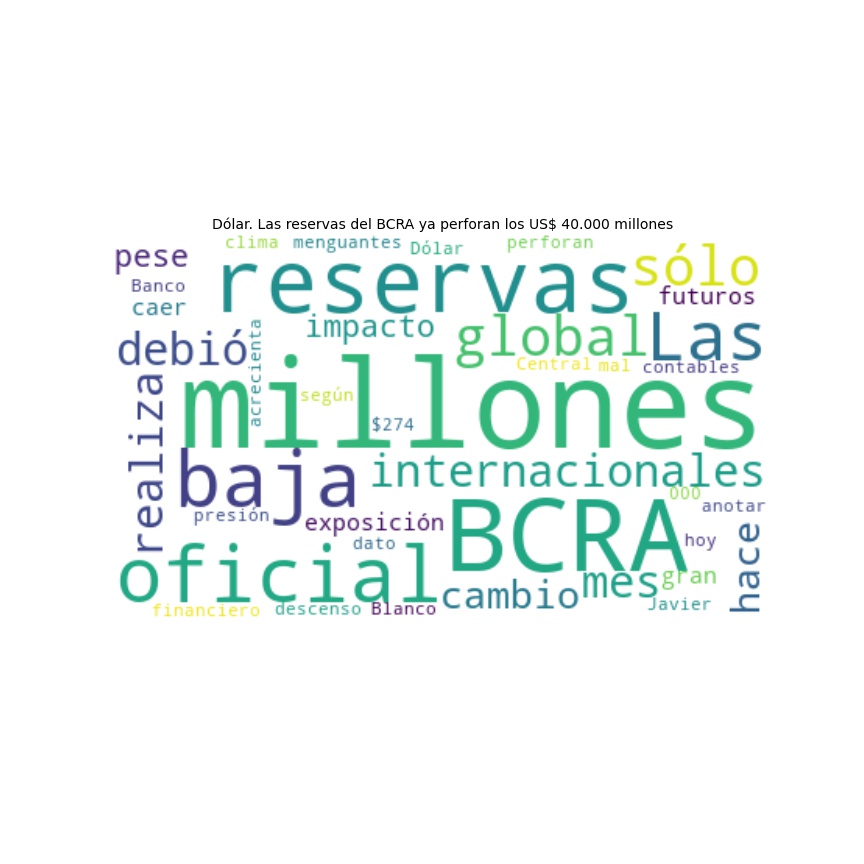 Dólar. Las reservas del BCRA ya perforan los US$ 40.000 millones
clima menguantes Dólar perforan
pese reservas sólo
Banco futuros
caer impacto global Las
debió Central mal contables
acrecienta
millones
según
$274
realiza
baja internacionales
000
presión exposición BCRA anotar
dato hoy
hace
oficial cambio mes gran
financiero descenso Blanco Javier